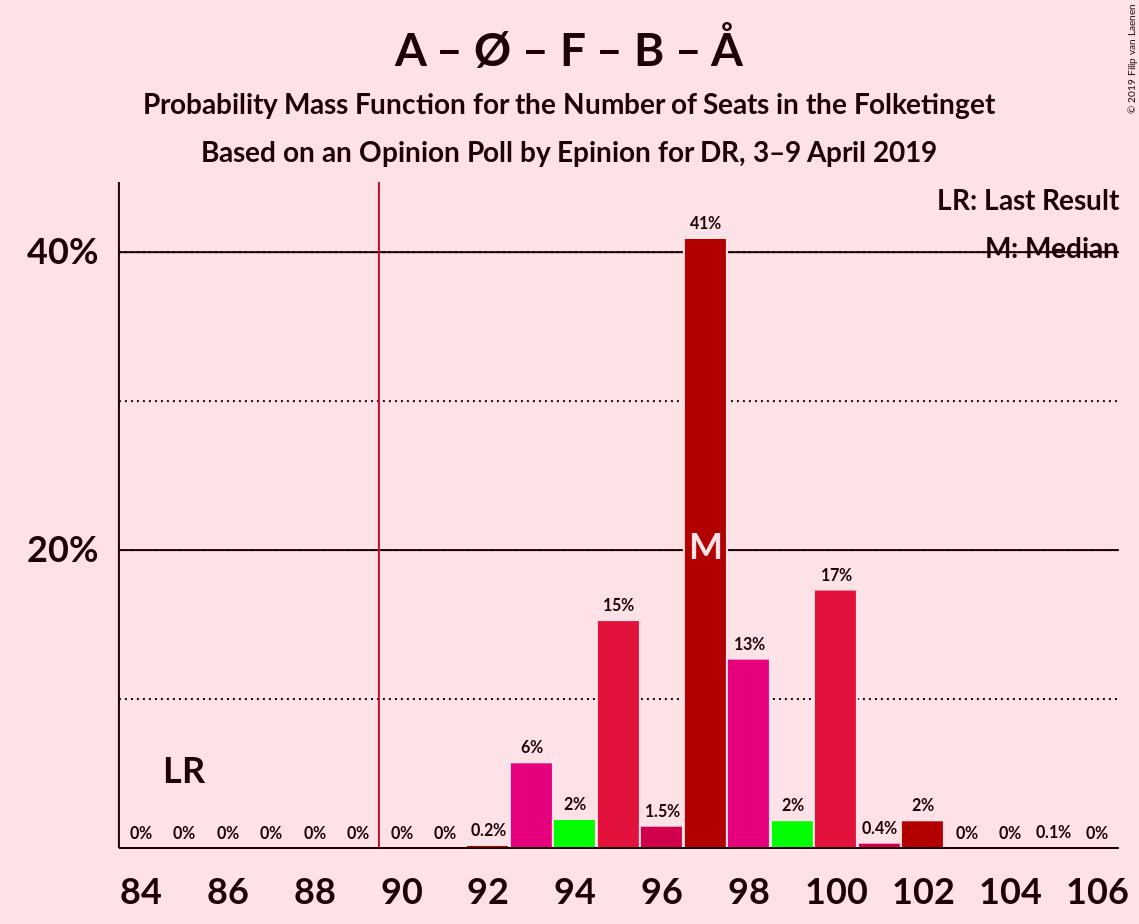 A – Ø – F – B – Å
Probability Mass Function for the Number of Seats in the Folketinget
Based on an Opinion Poll by Epinion for DR, 3–9 April 2019
© 2019 Filip van Laenen
LR: Last Result
M: Median
41%
40%
20%
M
17%
15%
13%
6%
LR
2%
1.5%
2%
2%
0%
0%
0%
0%
0%
0%
0%
0%
0.2%
0.4%
0%
0%
0.1%
0%
84 86 88 90 92 94 96 98 100 102 104 106